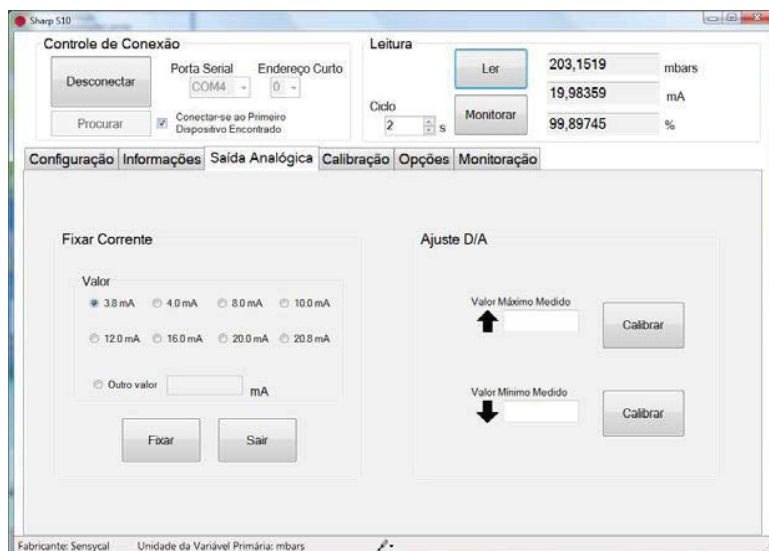 Sharp S10
Controle de Conexão
Desconectar
Porta Serial
Endereço Curto
COM4
0
Procurar
Conectar-se ao Primeiro
Dispositivo Encontrado
Leitura
Ler
203,1519 mbars
19,98359 mA
Ciclo
2 s
Monitorar
99,89745 %
Configuração Informações Saída Analógica Calibração Opções Monitoração
Fixar Corrente
Valor
3.8 mA 4.0 mA 8.0 mA 10.0 mA
12.0 mA 16.0 mA 20.0 mA 20.8 mA
Outro valor mA
Fixar Sair
Ajuste D/A
Valor Máximo Medido
Calibrar
Valor Mínimo Medido
Calibrar
Fabricante: Sensycal Unidade da Variável Primária: mbars